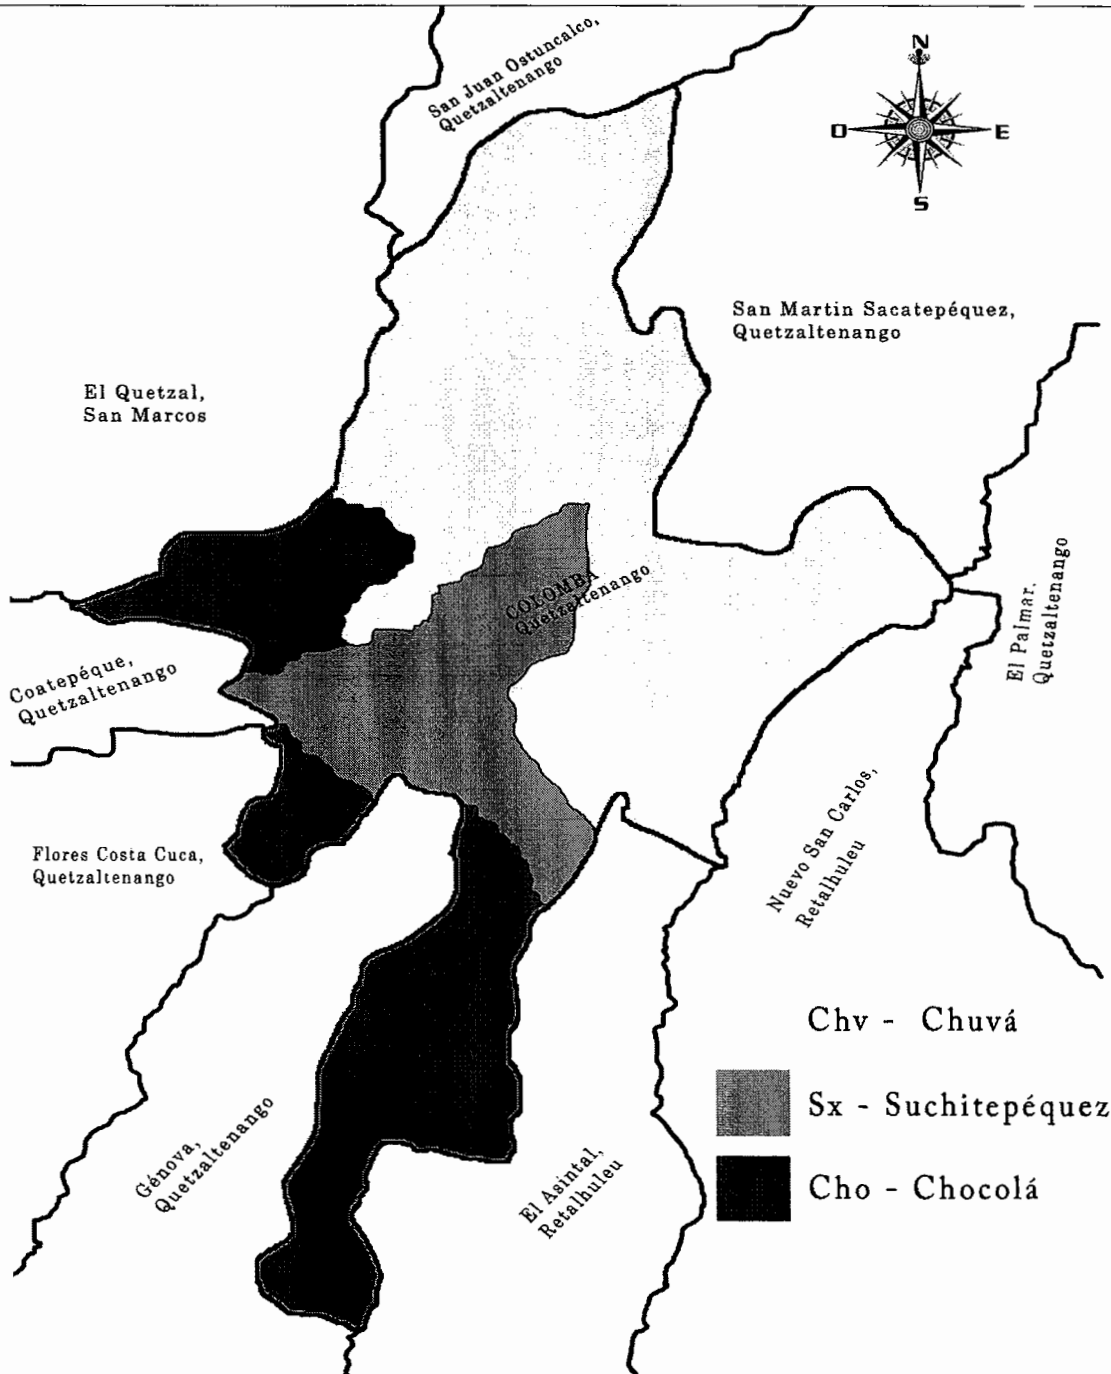 San Juan Ostuncalco,
Quetzaltenango
N
O
E
S
San Martin Sacatepéquez,
Quetzaltenango
El Quetzal,
San Marcos
COLOMBA
Quetzaltenango
El Palmar.
Quetzaltenango
Coatepéque,
Quetzaltenango
Flores Costa Cuca,
Quetzaltenango
Nuevo San Carlos,
Retalhuleu
Génova,
Quetzaltenango
El Asintal,
Retalhuleu
Chv - Chuvá
Sx - Suchitepéquez
Cho - Chocolá